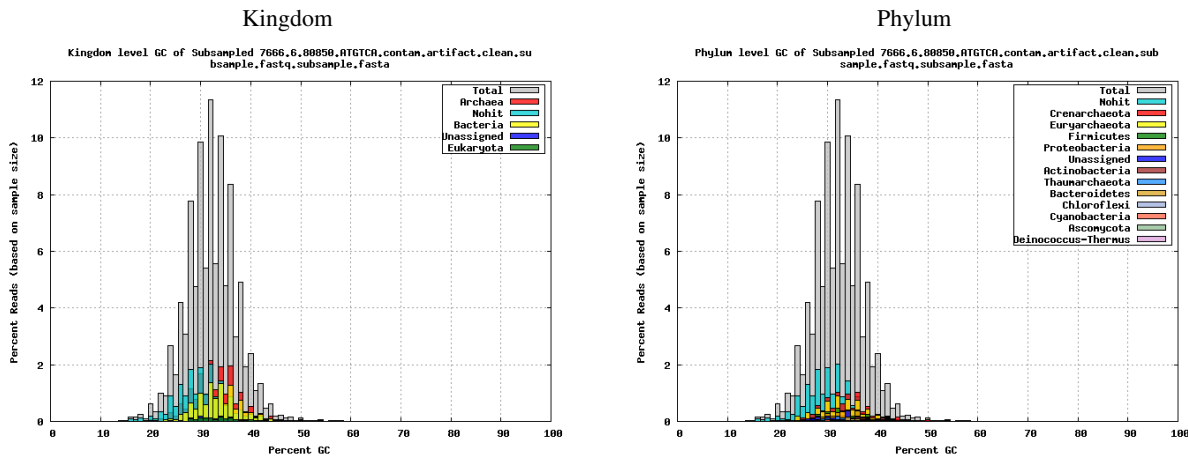 Kingdom
Kingdom level GC of Subsampled 7666.6.80850.ATGTCA.contam.artifact.clean.su
bsample.fastq.subsample.fasta
12
10
8
6
4
2
0
Percent Reads (based on sample size)
Total
Archaea
Nohit
Bacteria
Unassigned
Eukaryota
0 10 20 30 40 50 60 70 80 90 100
Percent GC
Phylum
Phylum level GC of Subsampled 7666.6.80850.ATGTCA.contam.artifact.clean.sub
sample.fastq.subsample.fasta
12
10
8
6
4
2
0
Percent Reads (based on sample size)
Total
Nohit
Crenarchaeota
Euryarchaeota
Firmicutes
Proteobacteria
Unassigned
Actinobacteria
Thaumarchaeota
Bacteroidetes
Chloroflexi
Cyanobacteria
Ascomycota
Deinococcus-Thermus
0 10 20 30 40 50 60 70 80 90 100
Percent GC